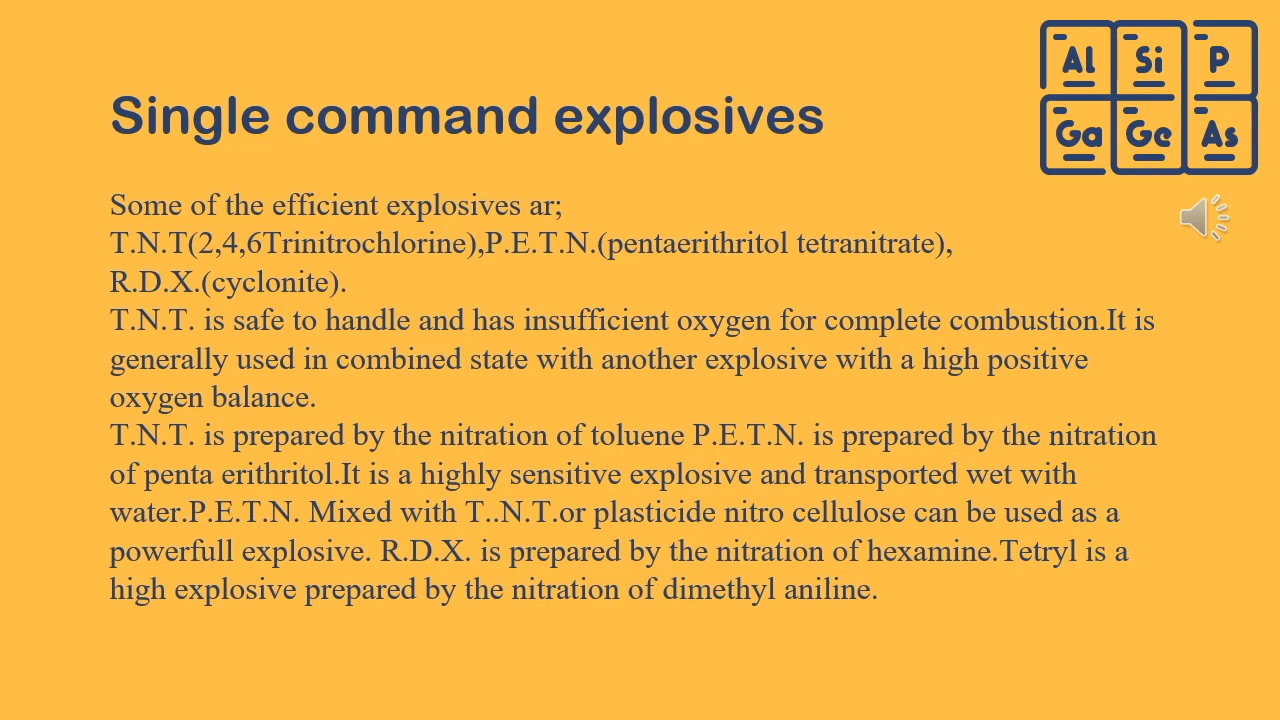 Al Si P
Ga Ge As
Single command explosives
Some of the efficient explosives ar;
T.N.T(2,4,6Trinitrochlorine),P.E.T.N.(pentaerithritol tetranitrate),
R.D.X.(cyclonite).
T.N.T. is safe to handle and has insufficient oxygen for complete combustion.It is
generally used in combined state with another explosive with a high positive
oxygen balance.
T.N.T. is prepared by the nitration of toluene P.E.T.N. is prepared by the nitration
of penta erithritol.It is a highly sensitive explosive and transported wet with
water.P.E.T.N. Mixed with T..N.T.or plasticide nitro cellulose can be used as a
powerfull explosive. R.D.X. is prepared by the nitration of hexamine.Tetryl is a
high explosive prepared by the nitration of dimethyl aniline.